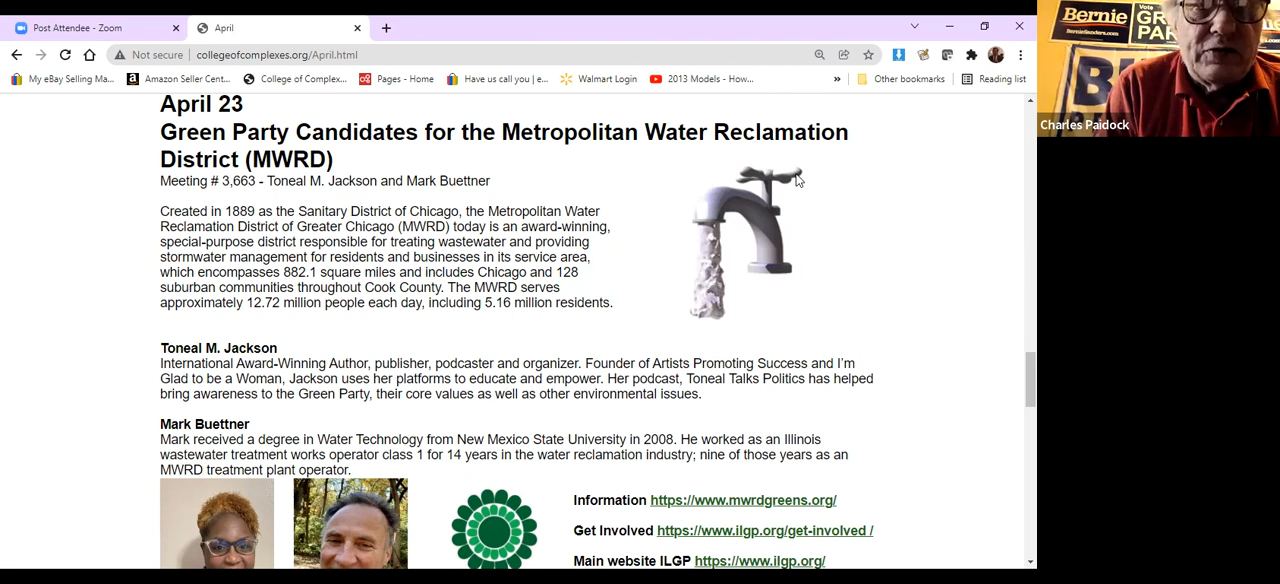 Post Attendee - Zoom
April
Not secure
collegeofcomplexes.org/April.html
My eBay Selling Ma...
Amazon Seller Cent...
College of Complex...
Pages - Home
Have us call you | e...
Walmart Login
2013 Models - How...
»
Other bookmarks
Reading list
April 23
Green Party Candidates for the Metropolitan Water Reclamation
District (MWRD)
Meeting # 3,663 - Toneal M. Jackson and Mark Buettner
Created in 1889 as the Sanitary District of Chicago, the Metropolitan Water
Reclamation District of Greater Chicago (MWRD) today is an award-winning,
special-purpose district responsible for treating wastewater and providing
stormwater management for residents and businesses in its service area,
which encompasses 882.1 square miles and includes Chicago and 128
suburban communities throughout Cook County. The MWRD serves
approximately 12.72 million people each day, including 5.16 million residents.
Toneal M. Jackson
International Award-Winning Author, publisher, podcaster and organizer. Founder of Artists Promoting Success and I'm
Glad to be a Woman, Jackson uses her platforms to educate and empower. Her podcast, Toneal Talks Politics has helped
bring awareness to the Green Party, their core values as well as other environmental issues.
Mark Buettner
Mark received a degree in Water Technology from New Mexico State University in 2008. He worked as an Illinois
wastewater treatment works operator class 1 for 14 years in the water reclamation industry; nine of those years as an
MWRD treatment plant operator.
Information https://www.mwrdgreens.org/
Get Involved https://www.ilgp.org/get-involved /
Main website ILGP https://www.ilgp.org/
Bernie
BernieSanders.com
Vote
GR
PAR
Charles Paidock